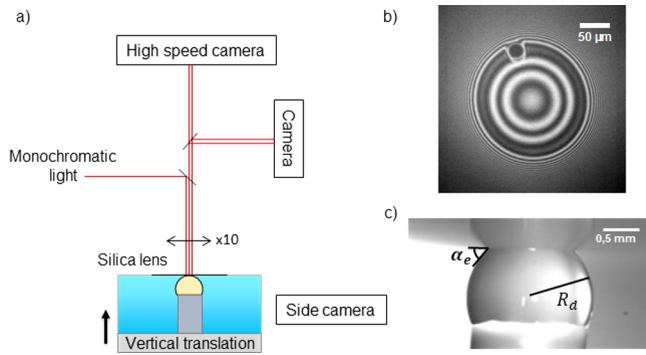 a)
High speed camera
Camera
Monochromatic
light
x10
Silica lens
Side camera
Vertical translation
b)
50 µm
c)
0,5 mm
αₑ
R_d